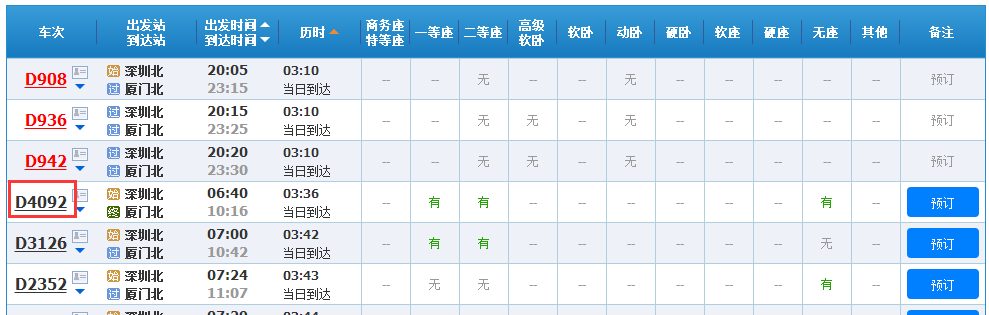 车次 出发站 到达站 出发时间 到达时间 历时 商务座 特等座 一等座 二等座 高级软卧 软卧 动卧 硬卧 软座 硬座 无座 其他 备注
D908 始 深圳北 20:05 03:10 -- -- 无 -- -- 无 -- -- -- -- -- 预订
过 厦门北 23:15 当日到达
D936 过 深圳北 20:15 03:10 -- -- 无 无 -- 无 -- -- -- -- -- 预订
过 厦门北 23:25 当日到达
D942 过 深圳北 20:20 03:10 -- -- 无 无 -- 无 -- -- -- -- -- 预订
过 厦门北 23:30 当日到达
D4092 始 深圳北 06:40 03:36 -- 有 有 -- -- -- -- -- -- 有 -- 预订
终 厦门北 10:16 当日到达
D3126 始 深圳北 07:00 03:42 -- 有 有 -- -- -- -- -- -- 无 -- 预订
过 厦门北 10:42 当日到达
D2352 始 深圳北 07:24 03:43 -- 无 无 -- -- -- -- -- -- 有 -- 预订
过 厦门北 11:07 当日到达